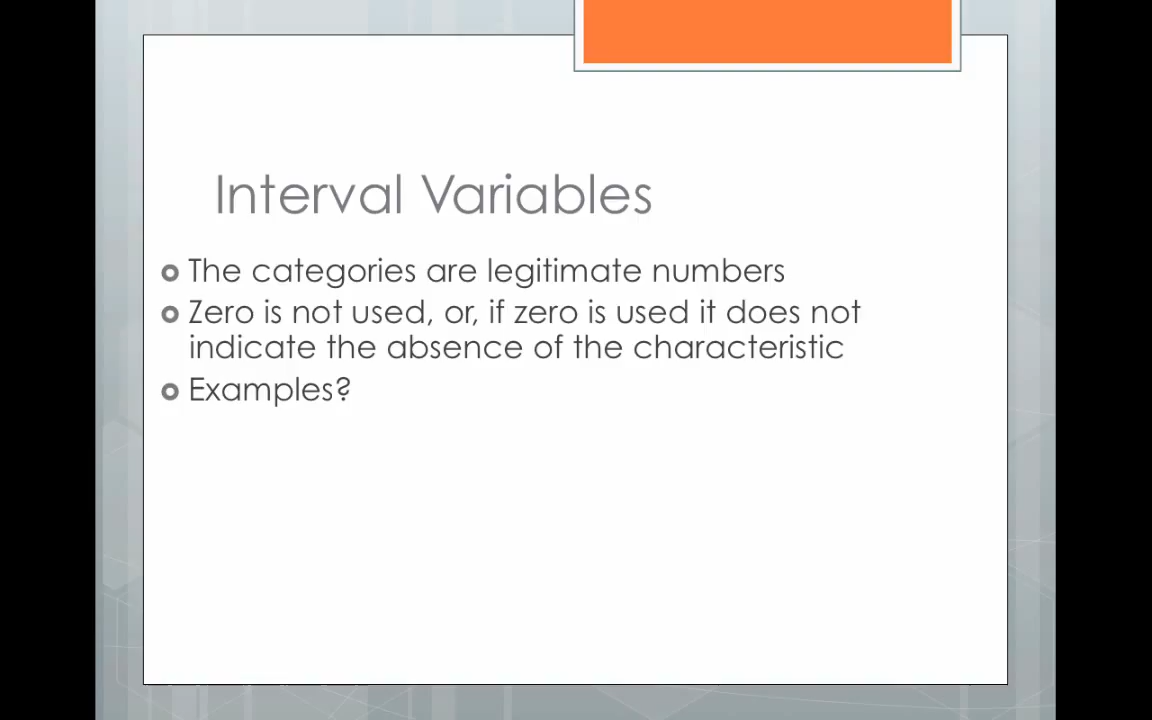 Interval Variables
The categories are legitimate numbers
Zero is not used, or, if zero is used it does not
indicate the absence of the characteristic
Examples?